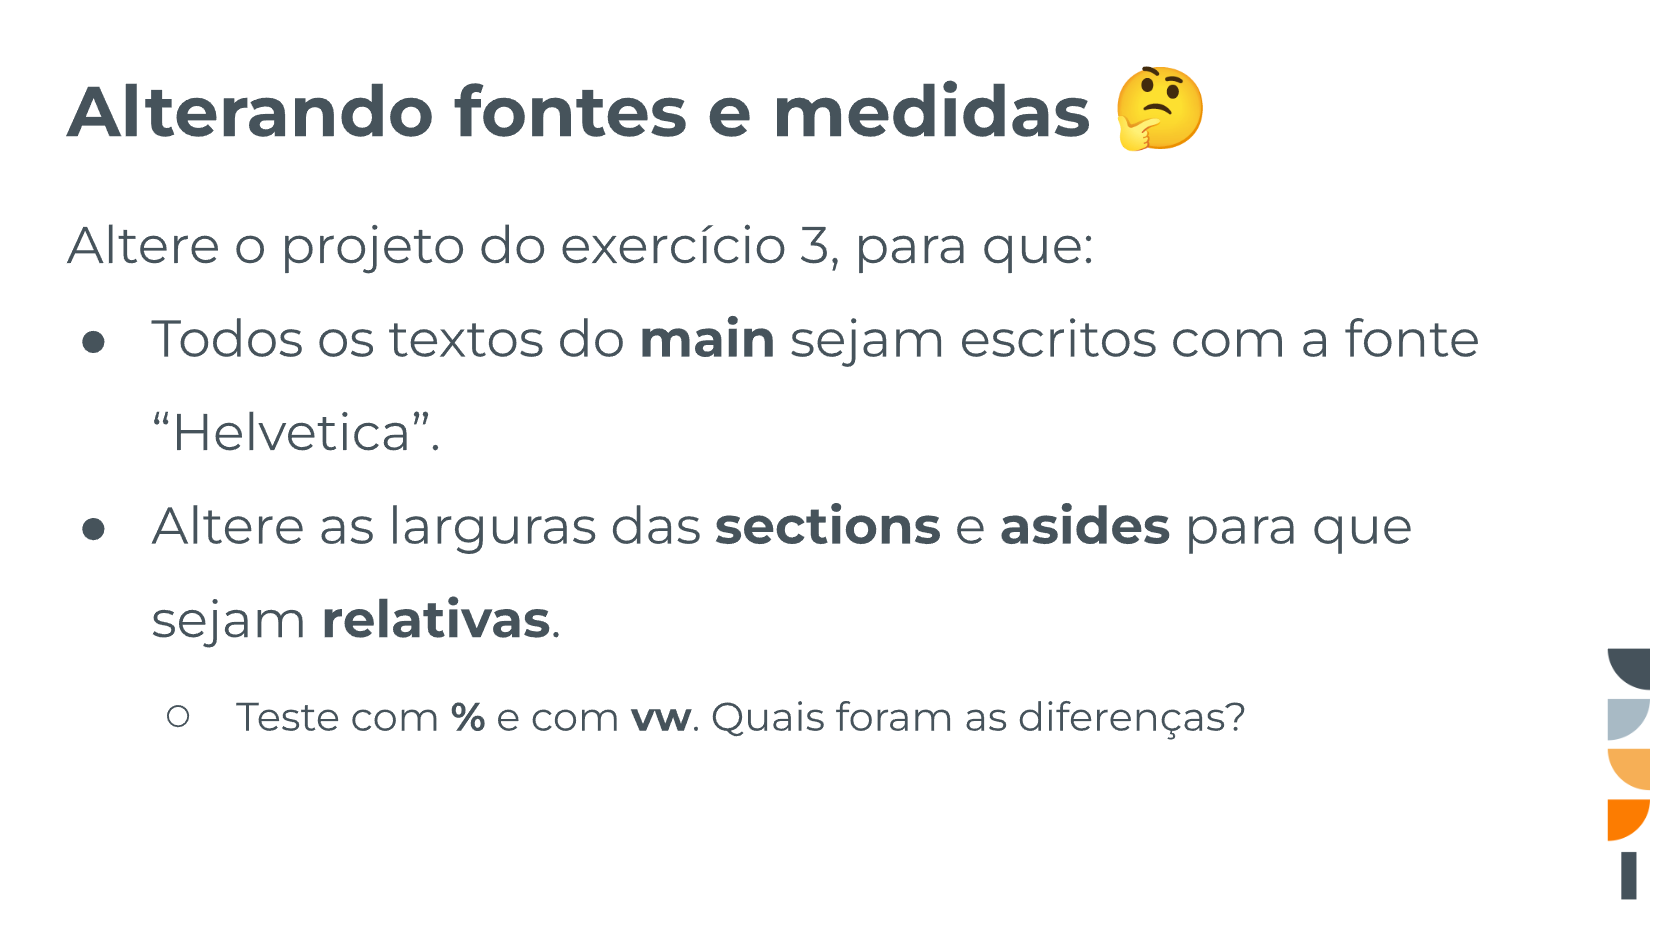 Alterando fontes e medidas 🤔
Altere o projeto do exercício 3, para que:
● Todos os textos do main sejam escritos com a fonte
“Helvetica”.
● Altere as larguras das sections e asides para que
sejam relativas.
○ Teste com % e com vw. Quais foram as diferenças?